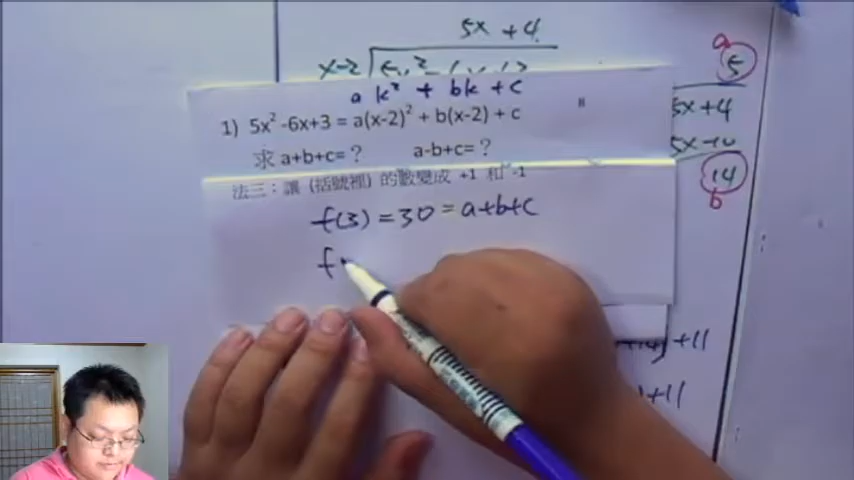 5x + 4
x-2
a k² + bk + c
1) 5x² -6x+3 = a(x-2)² + b(x-2) + c
求 a+b+c= ? a-b+c= ?
法三：讓 (括號裡) 的數變成 +1 和 -1
f(3) = 30 = a+b+c
f
a
5
5x+4
5x-10
14
b
+11
+11